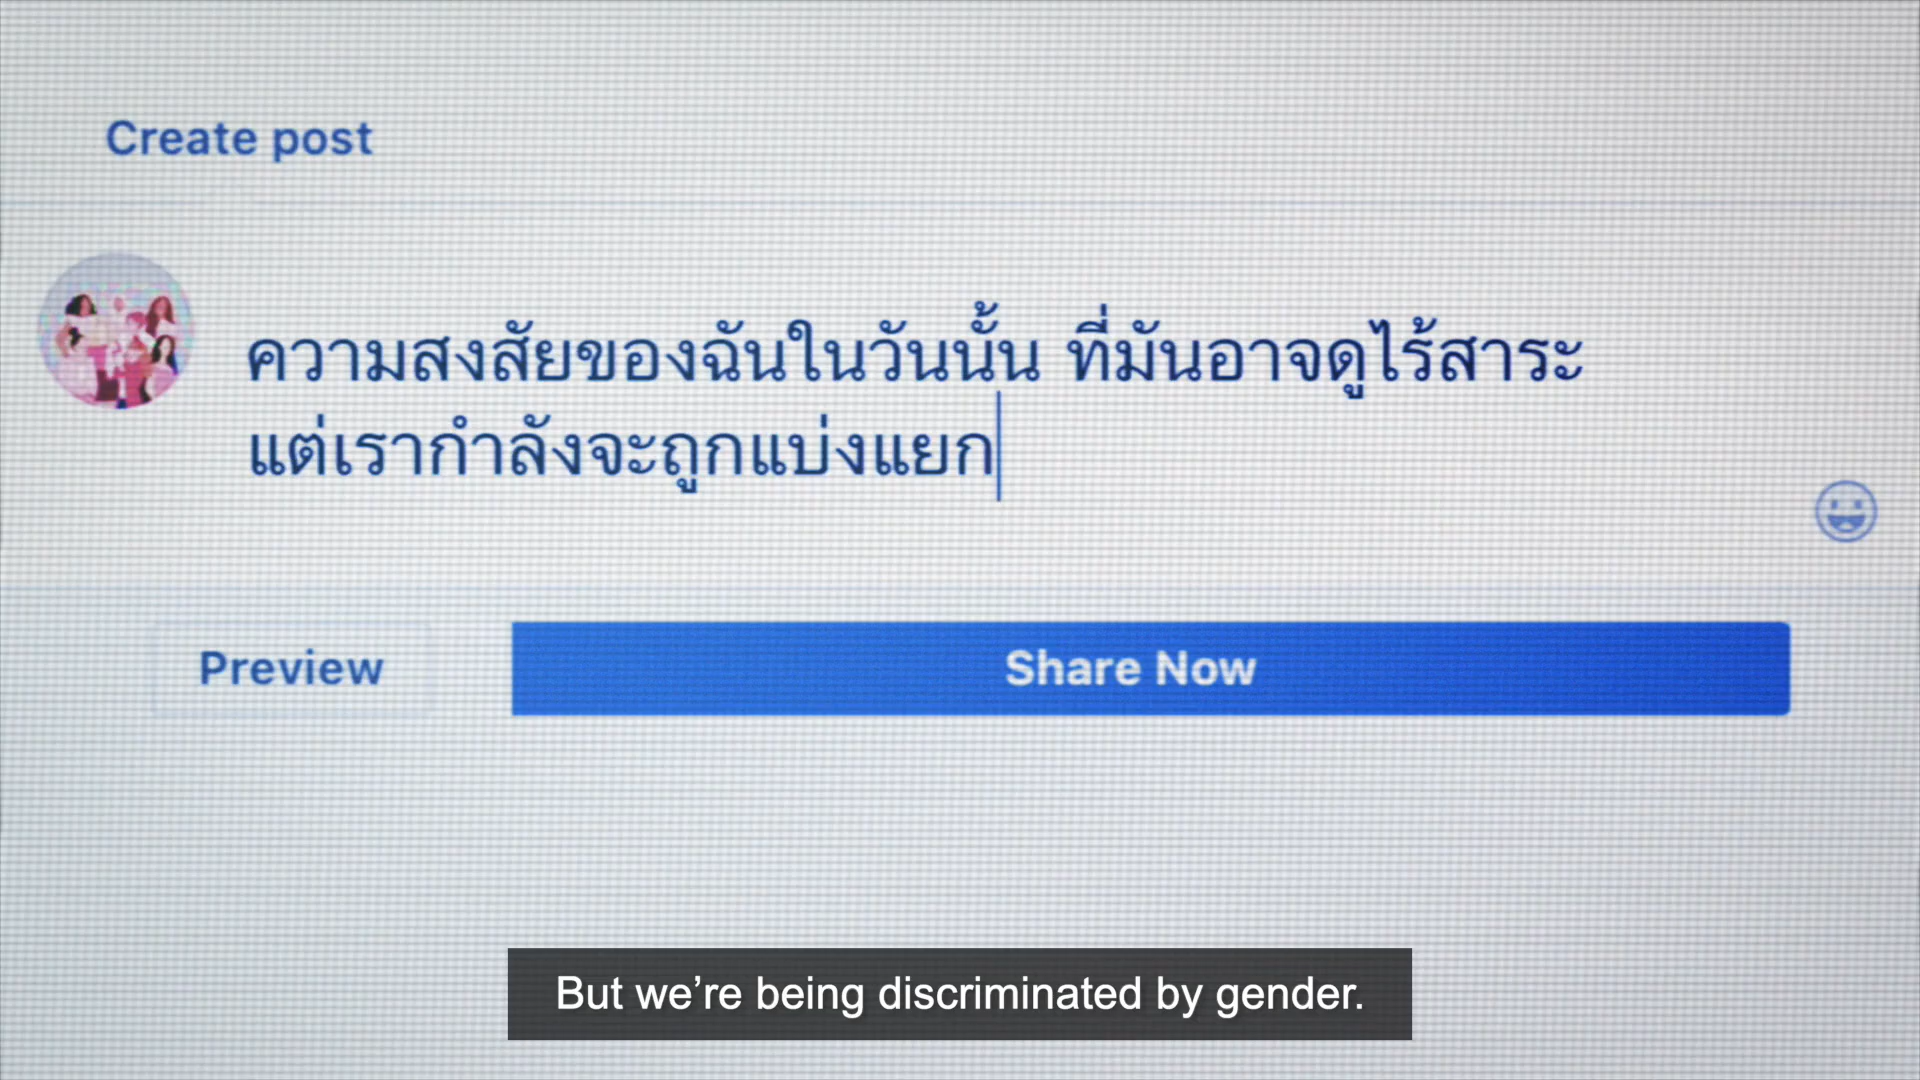 Create post
ความสงสัยของฉันในวันนั้น ที่มันอาจดูไร้สาระ
แต่เรากำลังจะถูกแบ่งแยก
Preview
Share Now
But we’re being discriminated by gender.